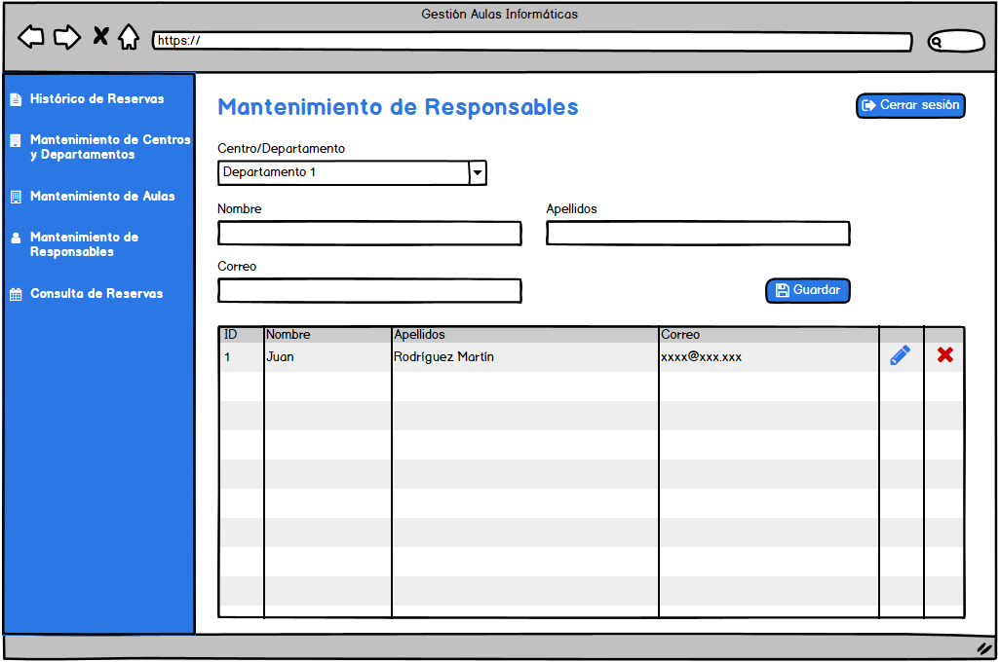 Gestión Aulas Informáticas
https://
Histórico de Reservas
Mantenimiento de Centros
y Departamentos
Mantenimiento de Aulas
Mantenimiento de
Responsables
Consulta de Reservas
Mantenimiento de Responsables
Cerrar sesión
Centro/Departamento
Departamento 1
Nombre Apellidos
Correo
Guardar
ID Nombre Apellidos Correo
1 Juan Rodríguez Martín xxxx@xxx.xxx